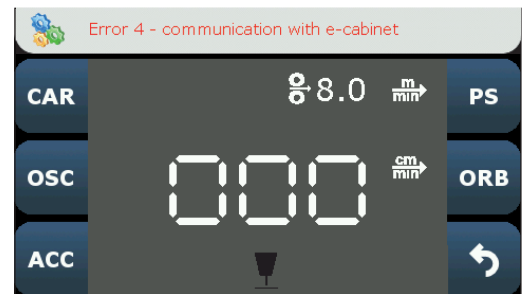 Error 4 - communication with e-cabinet
CAR
8.0 m/min
PS
OSC
000 cm/min
ORB
ACC